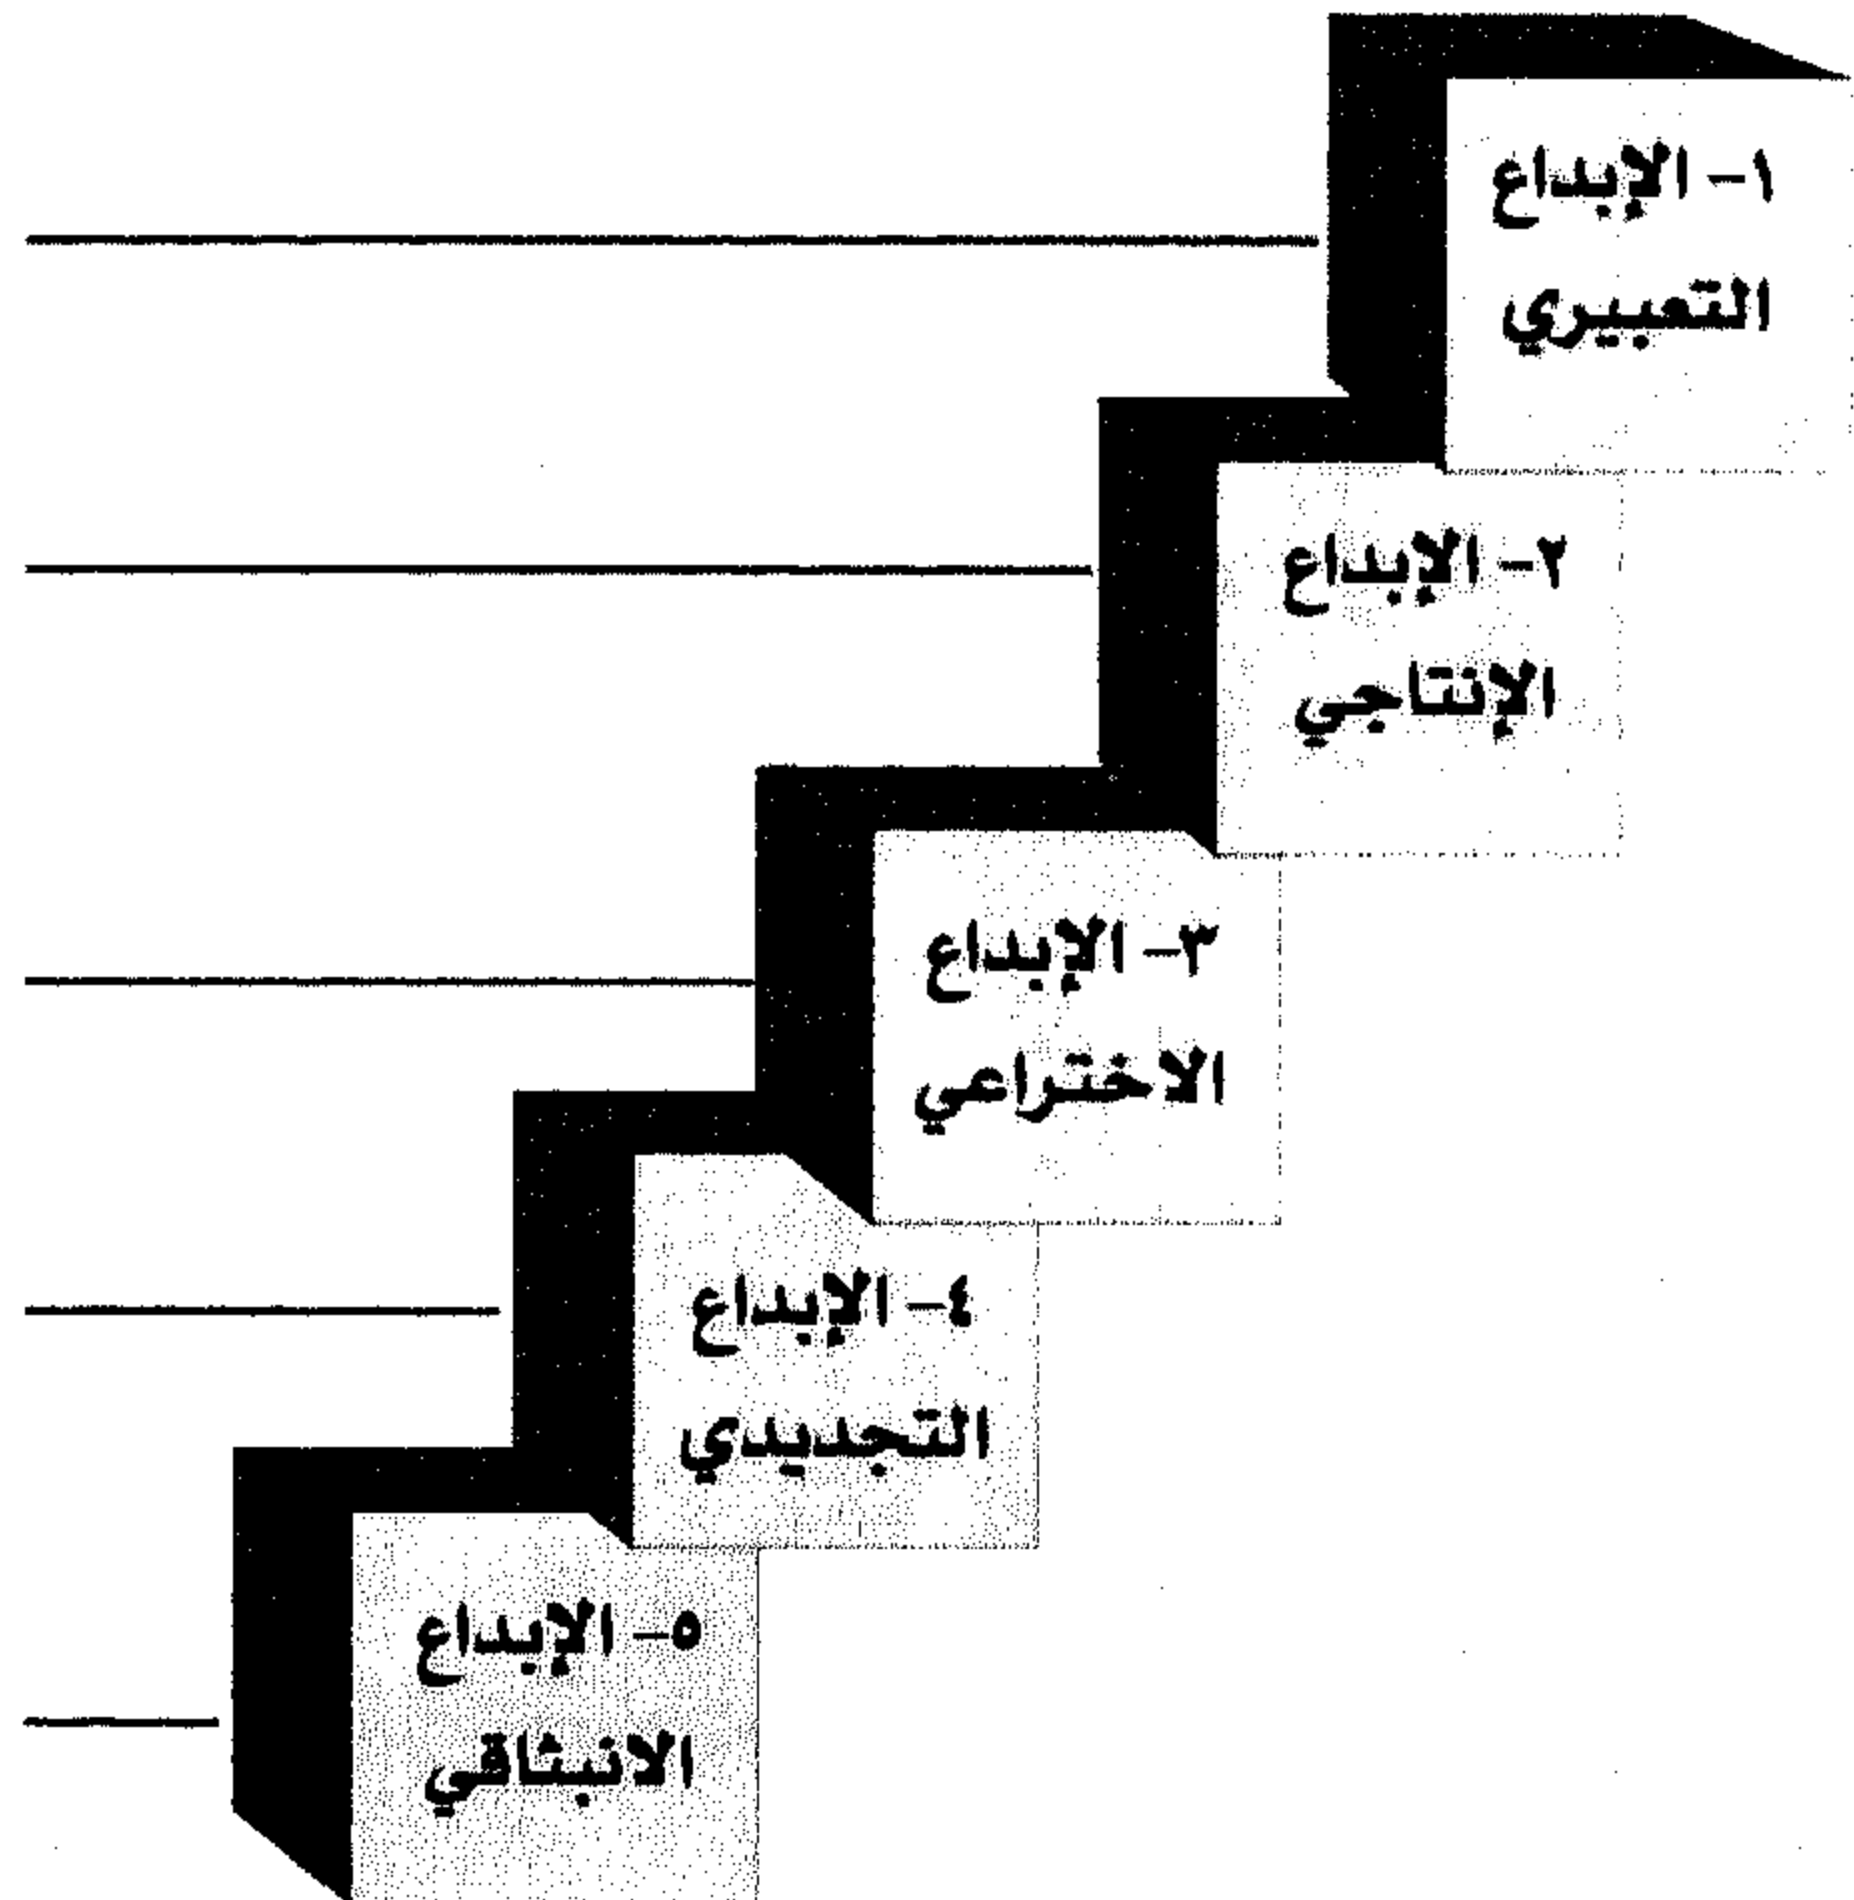 ١- الإبداع
التعبيري
٢- الإبداع
الإنتاجي
٣- الإبداع
الاختراعي
٤- الإبداع
التجديدي
٥- الإبداع
الانبثاقي